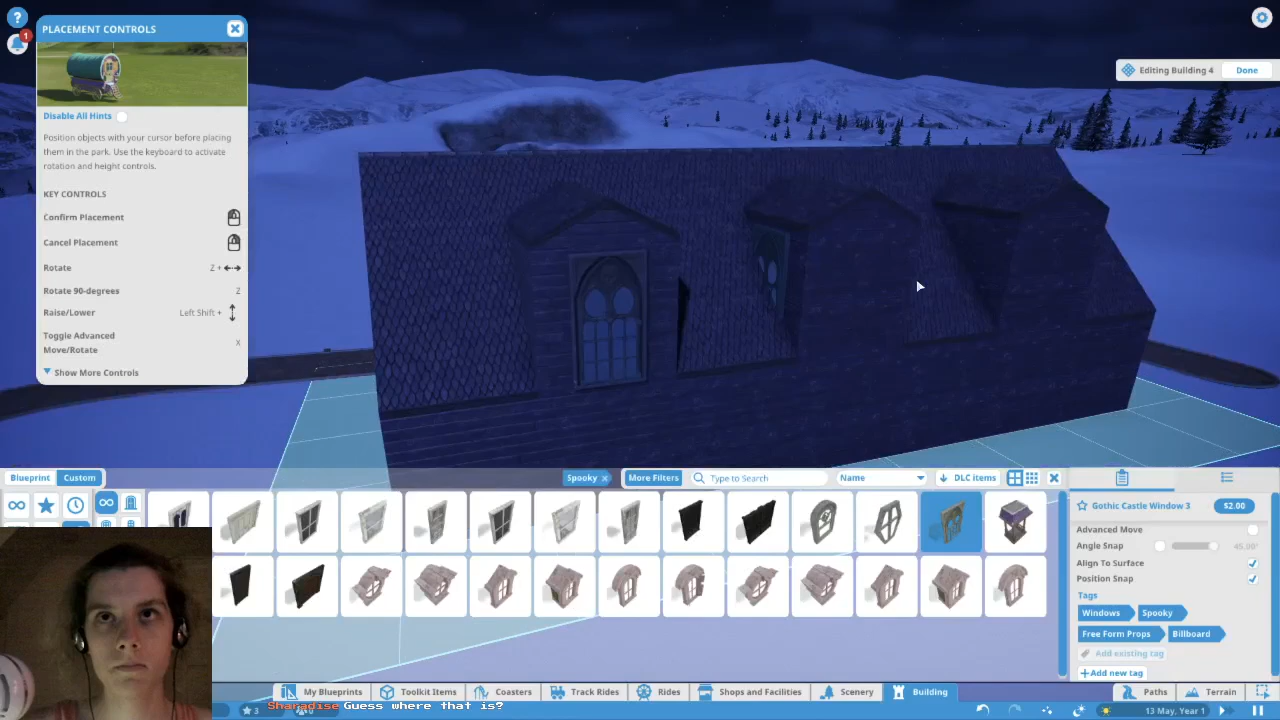 ?
1
PLACEMENT CONTROLS
Disable All Hints
Position objects with your cursor before placing
them in the park. Use the keyboard to activate
rotation and height controls.
KEY CONTROLS
Confirm Placement
Cancel Placement
Rotate Z +
Rotate 90-degrees Z
Raise/Lower Left Shift +
Toggle Advanced
Move/Rotate X
Show More Controls
Editing Building 4 Done
Blueprint Custom Spooky x More Filters Type to Search Name DLC items
Gothic Castle Window 3 $2.00
Advanced Move
Angle Snap 45.00°
Align To Surface
Position Snap
Tags
Windows Spooky
Free Form Props Billboard
Add existing tag
+Add new tag
My Blueprints Toolkit Items Coasters Track Rides Rides Shops and Facilities Scenery Building Paths Terrain
Sharadise Guess where that is?
3 0 13 May, Year 1